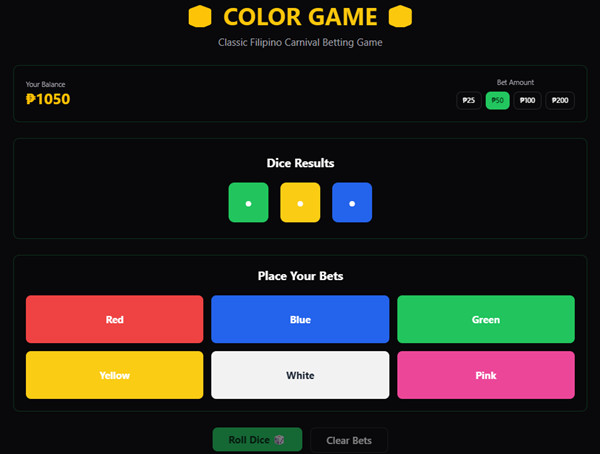 COLOR GAME
Classic Filipino Carnival Betting Game
Your Balance
₱1050
Bet Amount
₱25 ₱50 ₱100 ₱200
Dice Results
Place Your Bets
Red Blue Green
Yellow White Pink
Roll Dice 🎲 Clear Bets